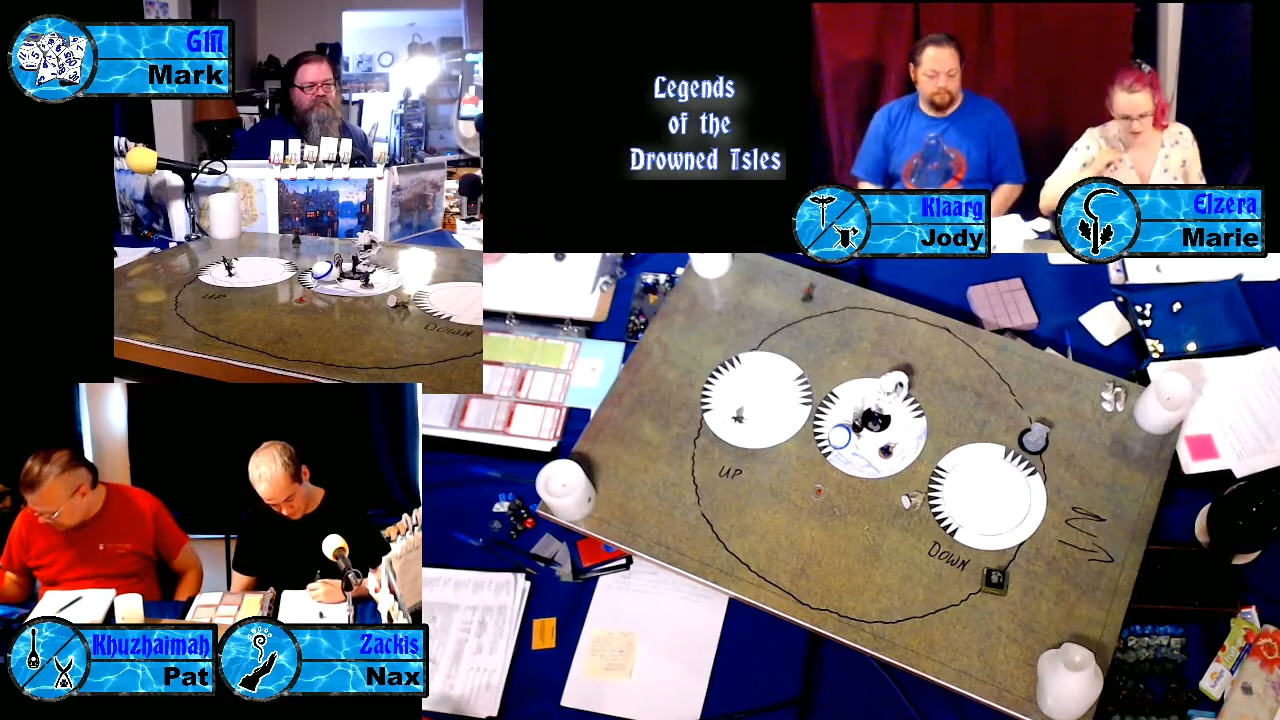 GM
Mark
Legends
of the
Drowned Isles
Klaarg
Jody
Elzera
Marie
UP
DOWN
UP
DOWN
Khuzhaimah
Pat
Zackis
Nax